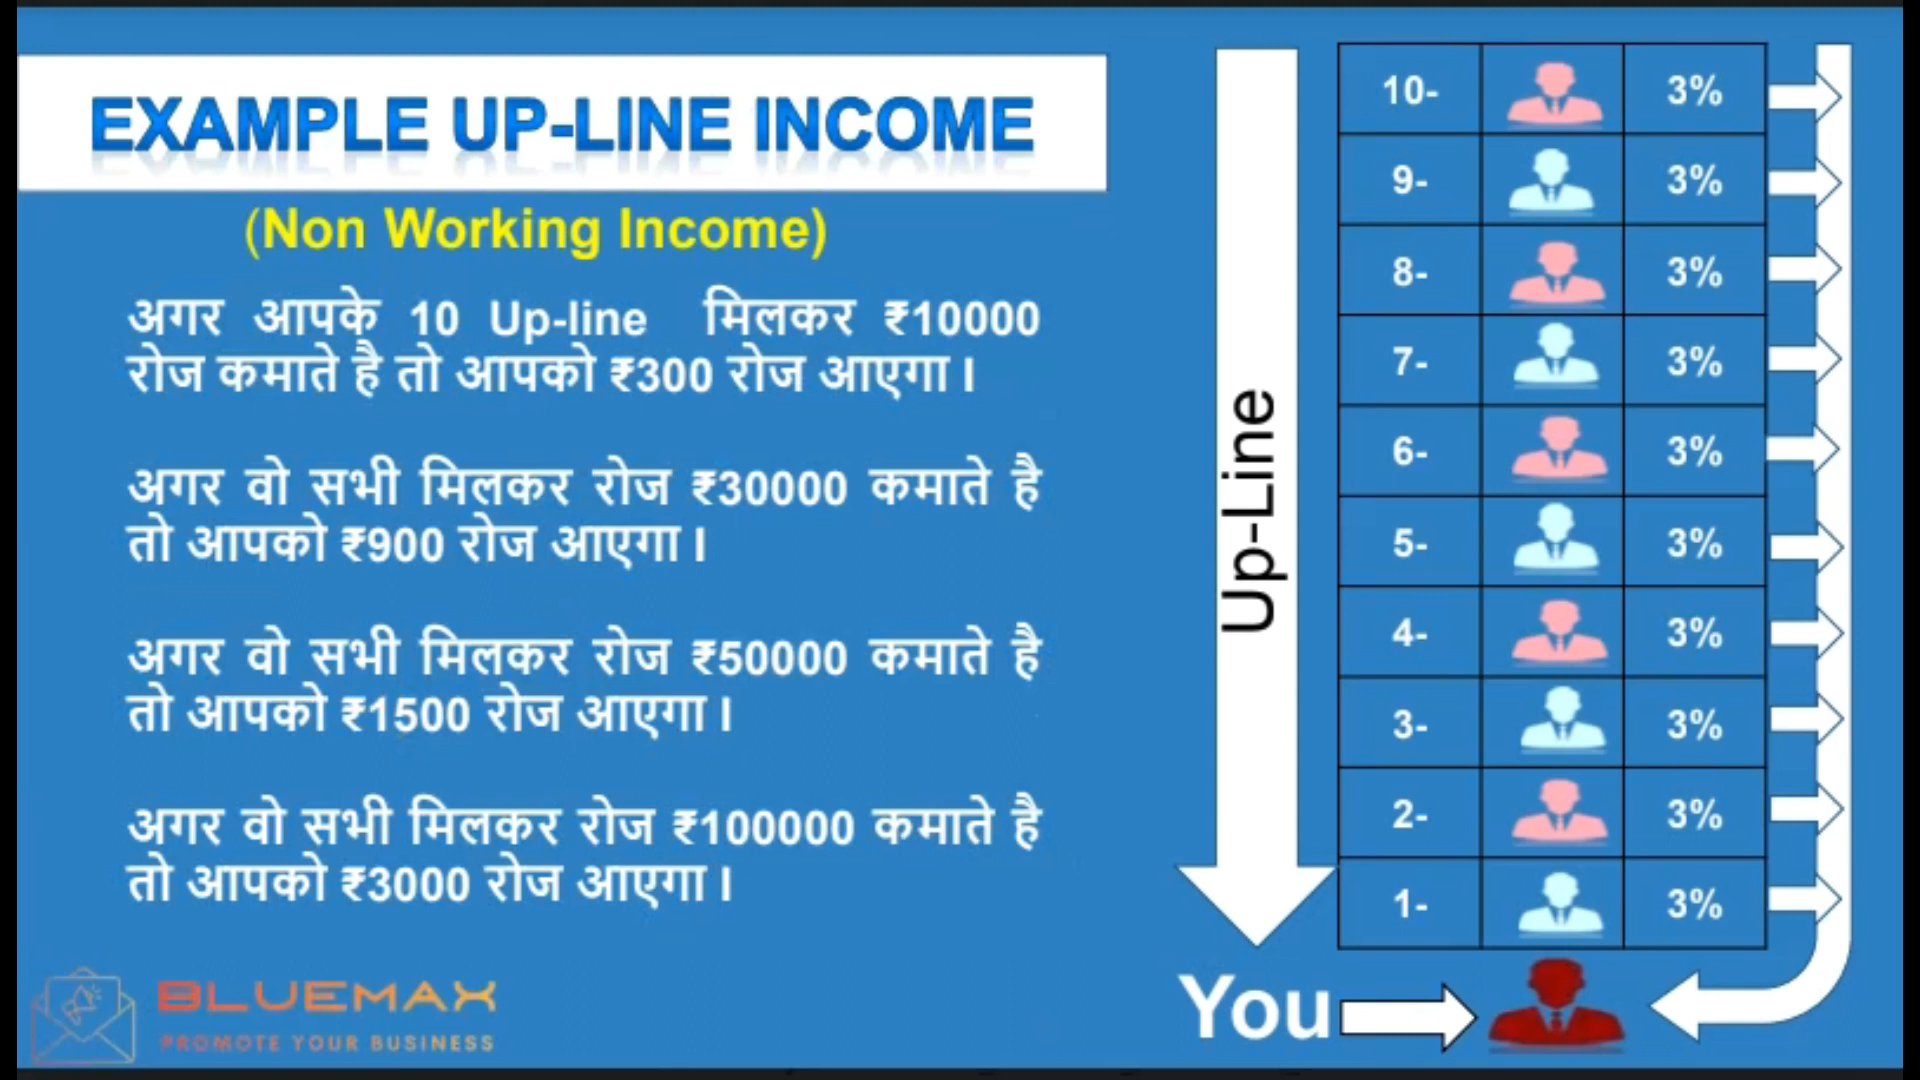 EXAMPLE UP-LINE INCOME
(Non Working Income)
अगर आपके 10 Up-line मिलकर ₹10000
रोज कमाते है तो आपको ₹300 रोज आएगा।
अगर वो सभी मिलकर रोज ₹30000 कमाते है
तो आपको ₹900 रोज आएगा।
अगर वो सभी मिलकर रोज ₹50000 कमाते है
तो आपको ₹1500 रोज आएगा।
अगर वो सभी मिलकर रोज ₹100000 कमाते है
तो आपको ₹3000 रोज आएगा।
BLUEMAX
PROMOTE YOUR BUSINESS
Up-Line
10- 3%
9- 3%
8- 3%
7- 3%
6- 3%
5- 3%
4- 3%
3- 3%
2- 3%
1- 3%
You